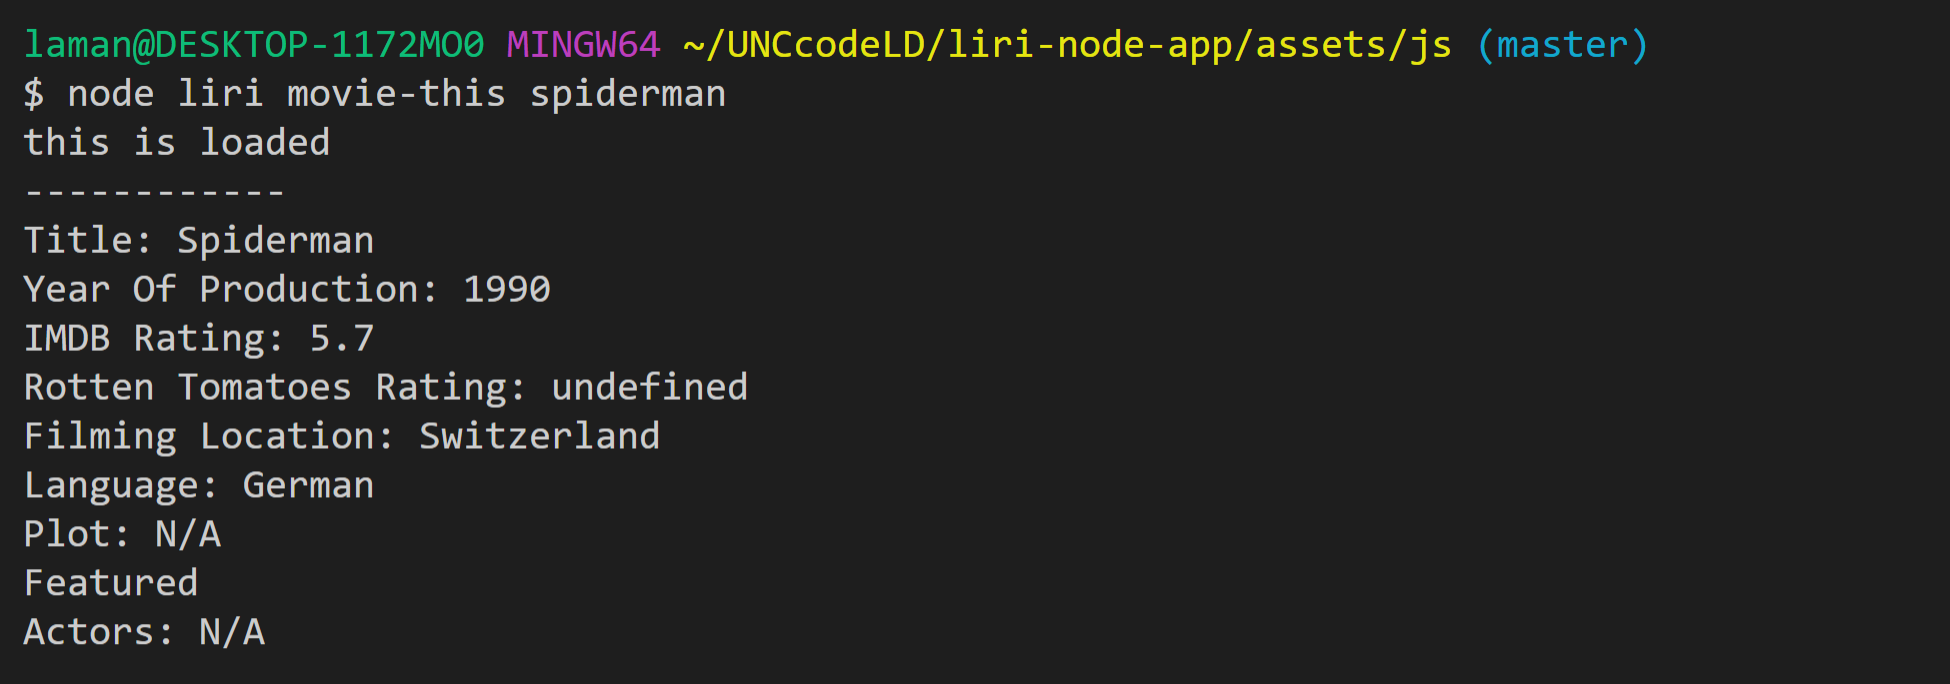 laman@DESKTOP-1172MO0 MINGW64 ~/UNCcodeLD/liri-node-app/assets/js (master)
$ node liri movie-this spiderman
this is loaded
------------
Title: Spiderman
Year Of Production: 1990
IMDB Rating: 5.7
Rotten Tomatoes Rating: undefined
Filming Location: Switzerland
Language: German
Plot: N/A
Featured
Actors: N/A